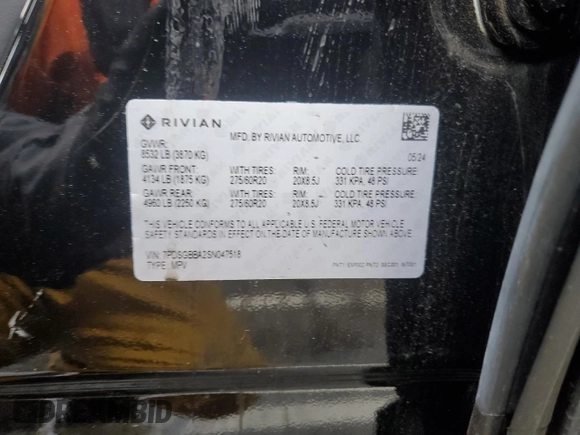 RIVIAN
MFD. BY RIVIAN AUTOMOTIVE, LLC.
GVWR: 05/24
8532 LB (3870 KG)
GAWR FRONT: WITH TIRES: RIM: COLD TIRE PRESSURE:
4134 LB (1875 KG) 275/60R20 20X8.5J 331 KPA, 48 PSI
GAWR REAR: WITH TIRES: RIM: COLD TIRE PRESSURE:
4960 LB (2250 KG) 275/60R20 20X8.5J 331 KPA, 48 PSI
THIS VEHICLE CONFORMS TO ALL APPLICABLE U.S. FEDERAL MOTOR VEHICLE
SAFETY STANDARDS IN EFFECT ON THE DATE OF MANUFACTURE SHOWN ABOVE.
VIN: 7PDSGBBA2SN047518
TYPE: MPV
DREAMBID